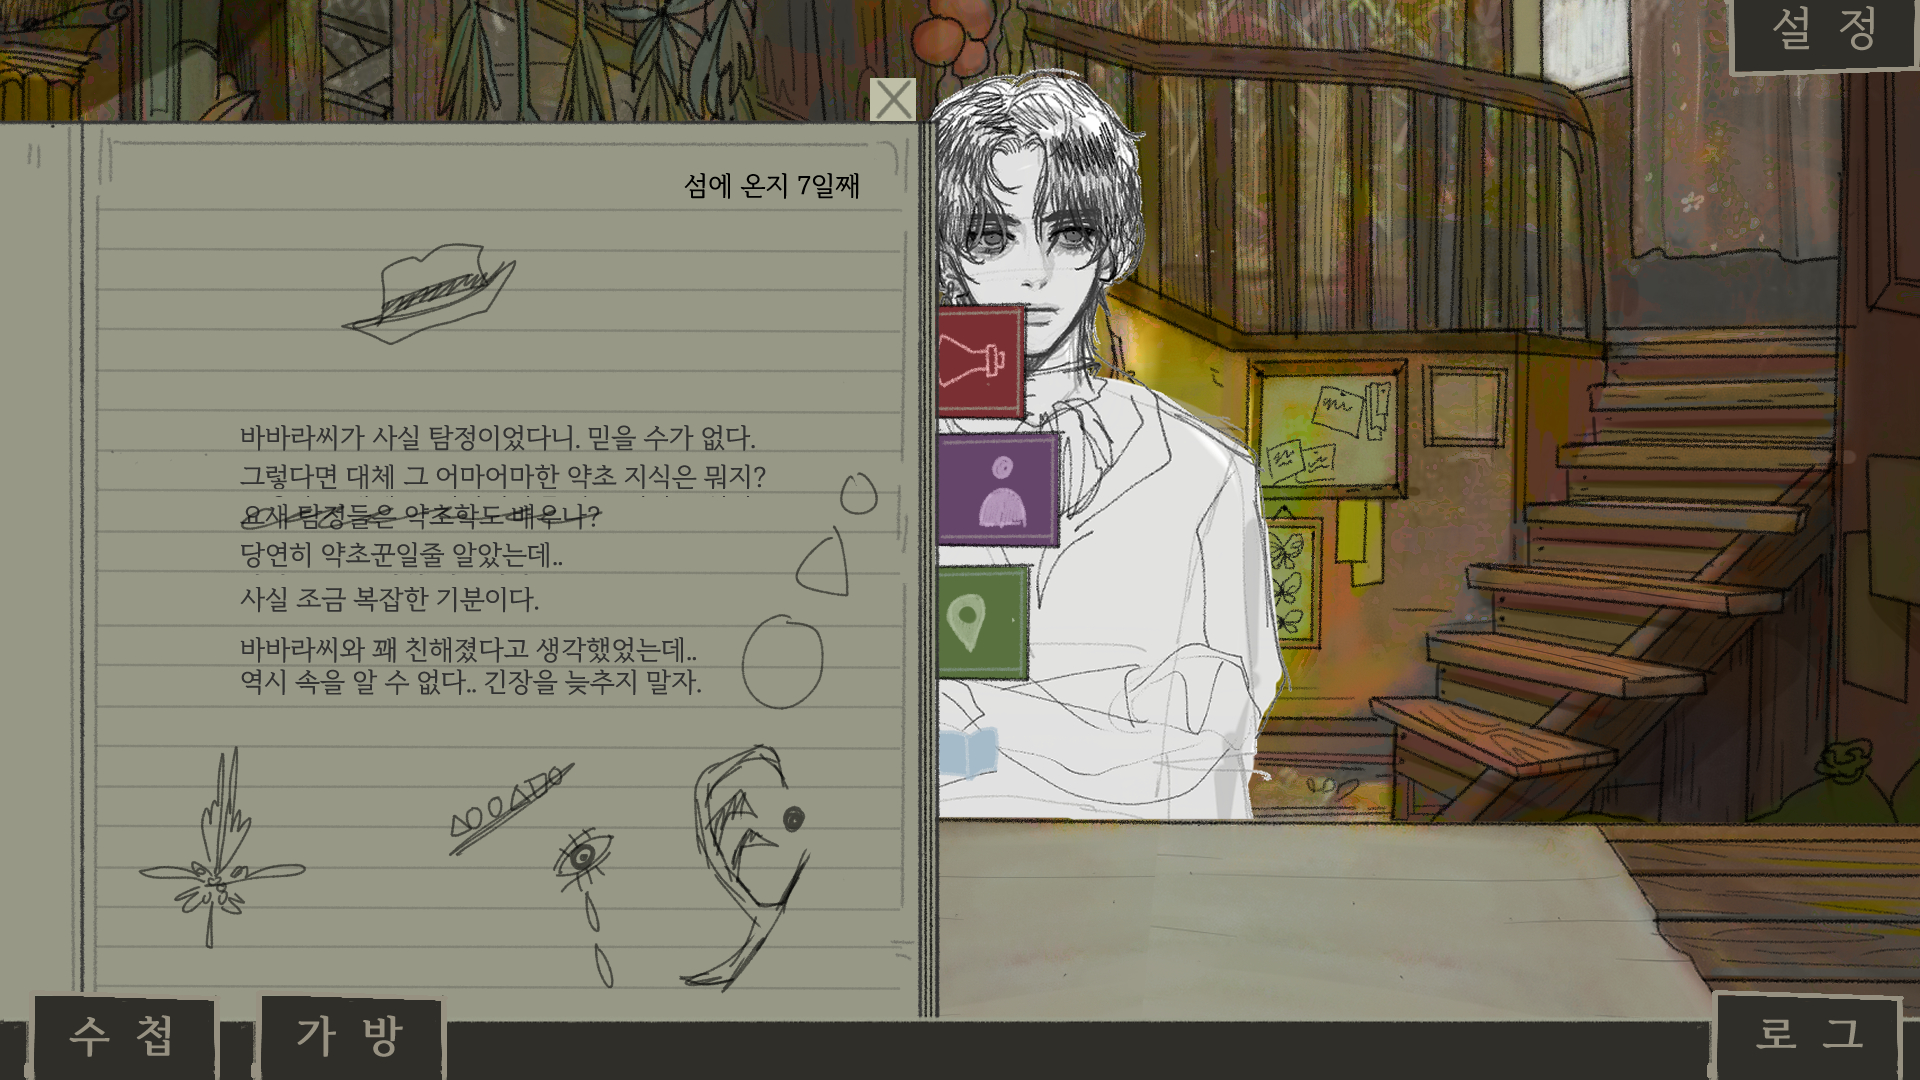 설 정
섬에 온지 7일째
바바라씨가 사실 탐정이었다니. 믿을 수가 없다.
그렇다면 대체 그 어마어마한 약초 지식은 뭐지?
요새 탐정들은 약초학도 배우나?
당연히 약초꾼일줄 알았는데..
사실 조금 복잡한 기분이다.
바바라씨와 꽤 친해졌다고 생각했었는데..
역시 속을 알 수 없다.. 긴장을 늦추지 말자.
수 첩
가 방
로 그